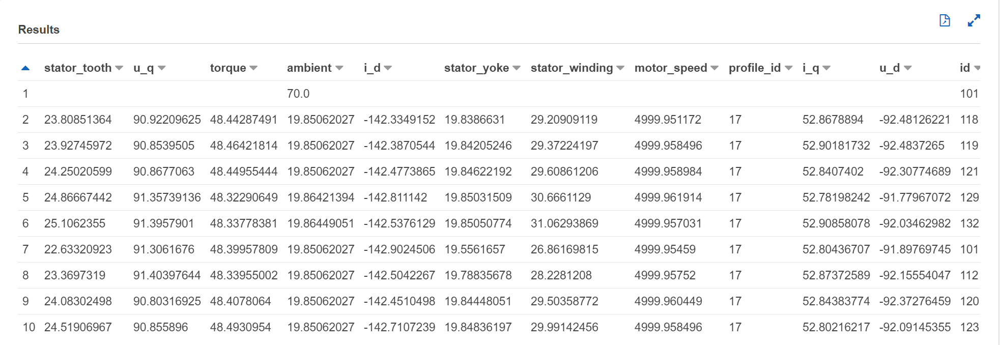 Results
stator_tooth u_q torque ambient i_d stator_yoke stator_winding motor_speed profile_id i_q u_d id
1 70.0 101
2 23.80851364 90.92209625 48.44287491 19.85062027 -142.3349152 19.8386631 29.20909119 4999.951172 17 52.8678894 -92.48126221 118
3 23.92745972 90.8539505 48.46421814 19.85062027 -142.3870544 19.84205246 29.37224197 4999.958496 17 52.90181732 -92.4837265 119
4 24.25020599 90.8677063 48.44955444 19.85062027 -142.4773865 19.84622192 29.60861206 4999.958984 17 52.8407402 -92.30774689 121
5 24.86667442 91.35739136 48.32290649 19.86421394 -142.811142 19.85031509 30.6661129 4999.961914 17 52.78198242 -91.77967072 129
6 25.1062355 91.3957901 48.33778381 19.86449051 -142.5376129 19.85050774 31.06293869 4999.957031 17 52.90858078 -92.03462982 132
7 22.63320923 91.3061676 48.39957809 19.85062027 -142.9024506 19.5561657 26.86169815 4999.95459 17 52.80436707 -91.89769745 101
8 23.3697319 91.40397644 48.33955002 19.85062027 -142.5042267 19.78835678 28.2281208 4999.95752 17 52.87372589 -92.15554047 112
9 24.08302498 90.80316925 48.4078064 19.85062027 -142.4510498 19.84448051 29.50358772 4999.960449 17 52.84383774 -92.37276459 120
10 24.51906967 90.855896 48.4930954 19.85062027 -142.7107239 19.84836197 29.99142456 4999.958496 17 52.80216217 -92.09145355 123